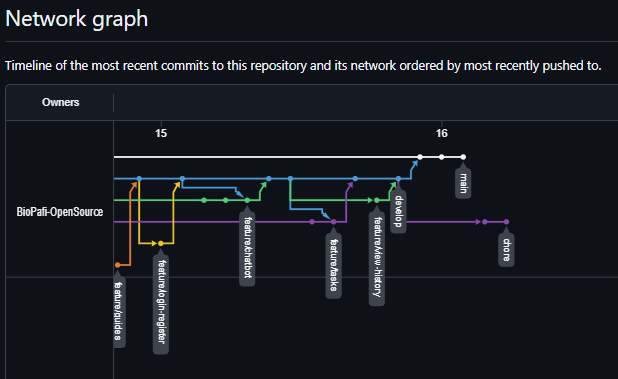 Network graph
Timeline of the most recent commits to this repository and its network ordered by most recently pushed to.
Owners
15
16
BioPafi-OpenSource
main
develop
feature/chatbot
chore
feature/tasks
feature/view-history
feature/login-register
feature/guides